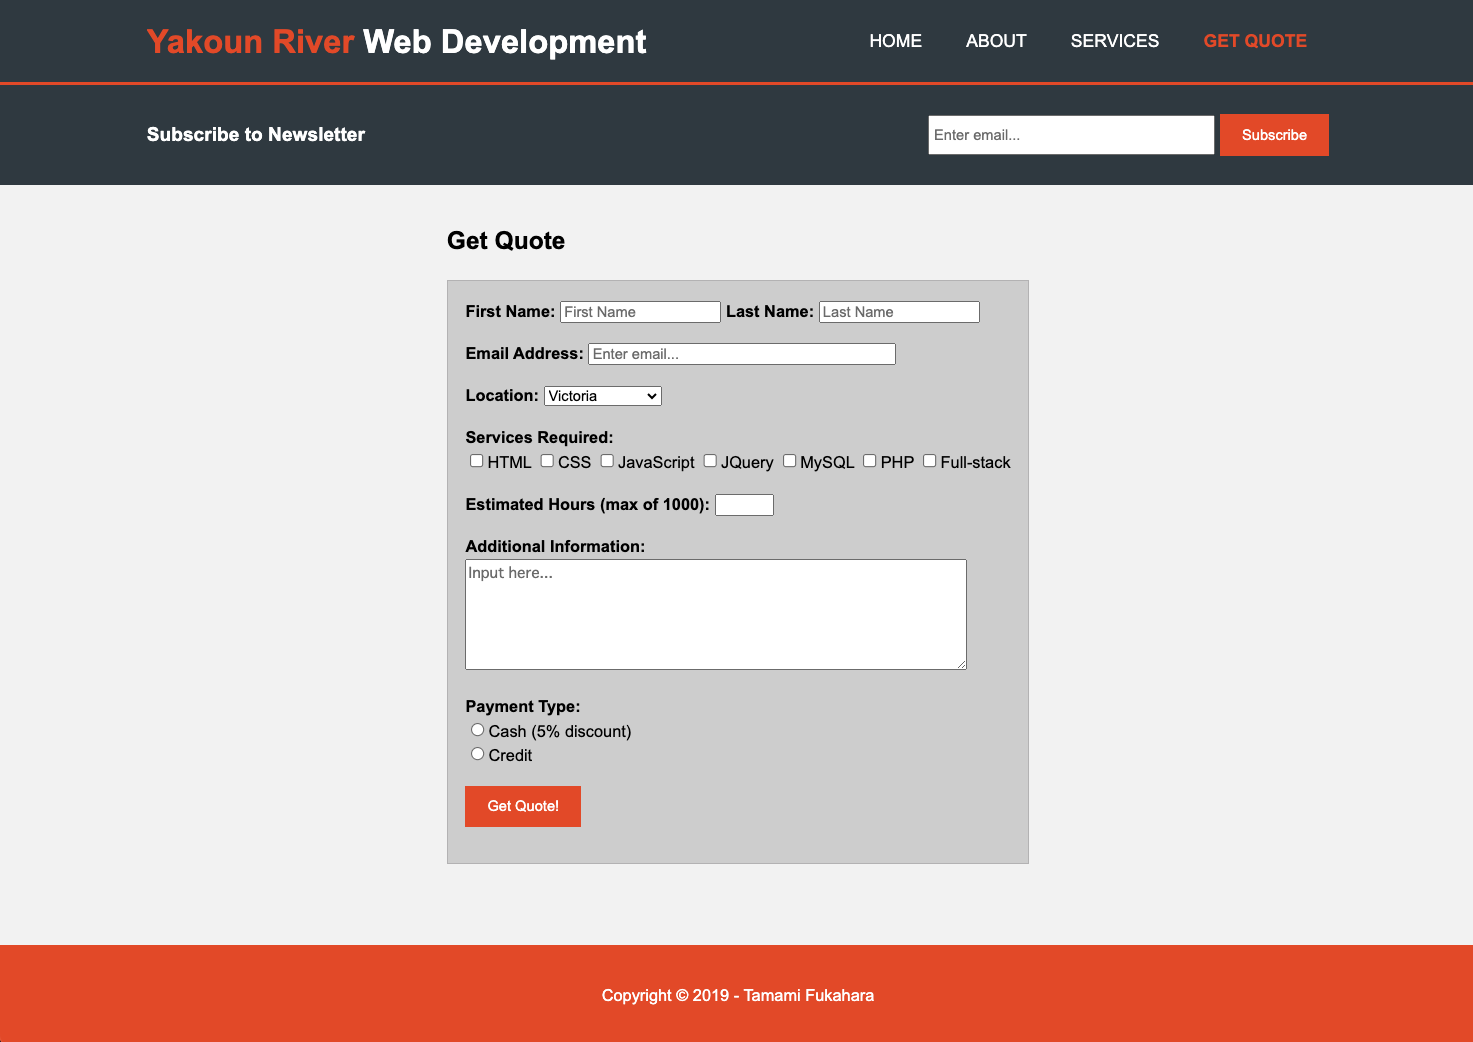 Yakoun River Web Development
HOME ABOUT SERVICES GET QUOTE
Subscribe to Newsletter
Enter email...
Subscribe
Get Quote
First Name: First Name Last Name: Last Name
Email Address: Enter email...
Location: Victoria
Services Required:
HTML CSS JavaScript JQuery MySQL PHP Full-stack
Estimated Hours (max of 1000):
Additional Information:
Input here...
Payment Type:
Cash (5% discount)
Credit
Get Quote!
Copyright © 2019 - Tamami Fukahara